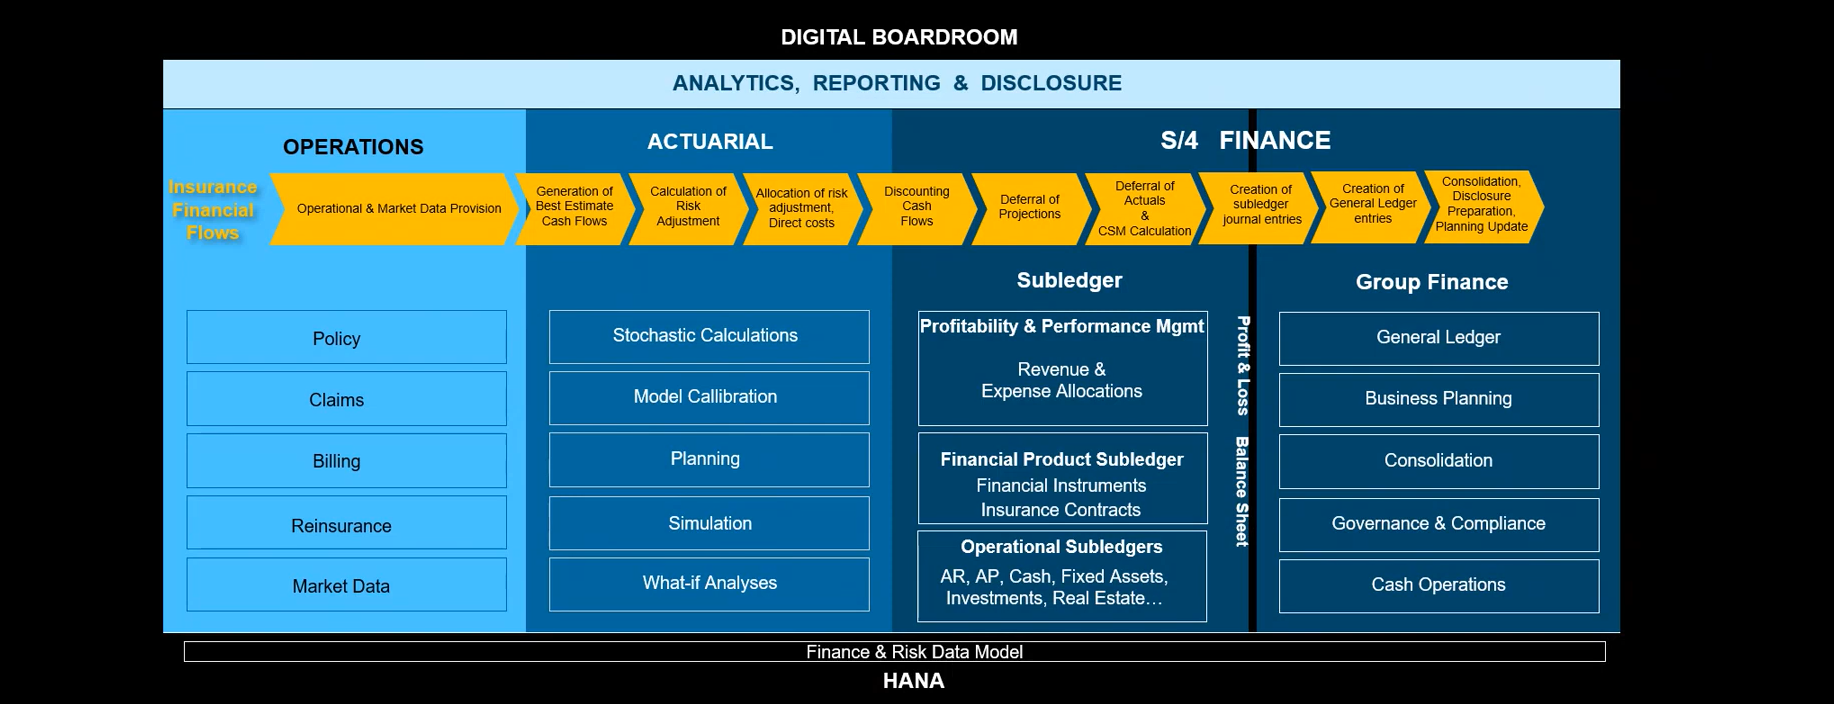 DIGITAL BOARDROOM
ANALYTICS, REPORTING & DISCLOSURE
OPERATIONS
ACTUARIAL
S/4 FINANCE
Insurance
Financial
Flows
Operational & Market Data Provision
Generation of
Best Estimate
Cash Flows
Calculation of
Risk
Adjustment
Allocation of risk
adjustment,
Direct costs
Discounting
Cash
Flows
Deferral of
Projections
Deferral of
Actuals
&
CSM Calculation
Creation of
subledger
journal entries
Creation of
General Ledger
entries
Consolidation,
Disclosure
Preparation,
Planning Update
Policy
Claims
Billing
Reinsurance
Market Data
Stochastic Calculations
Model Callibration
Planning
Simulation
What-if Analyses
Subledger
Profitability & Performance Mgmt
Revenue &
Expense Allocations
Financial Product Subledger
Financial Instruments
Insurance Contracts
Operational Subledgers
AR, AP, Cash, Fixed Assets,
Investments, Real Estate…
Profit & Loss
Balance Sheet
Group Finance
General Ledger
Business Planning
Consolidation
Governance & Compliance
Cash Operations
Finance & Risk Data Model
HANA